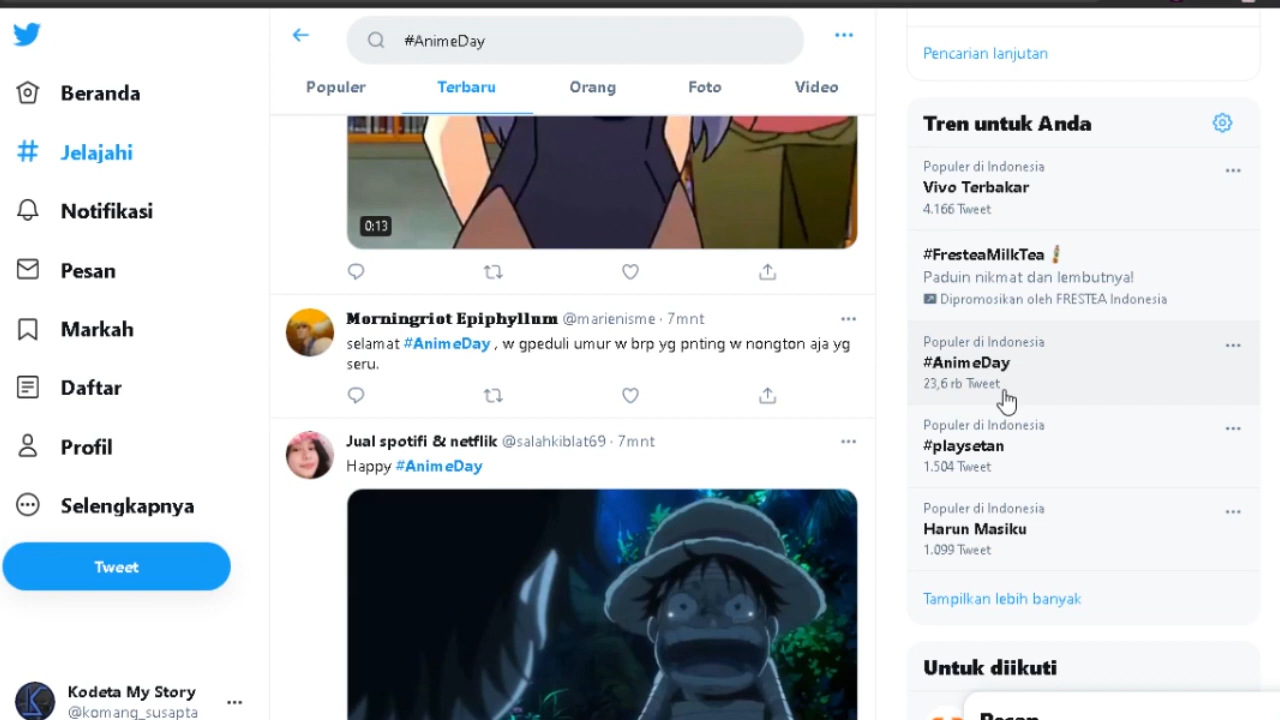 Beranda
Jelajahi
Notifikasi
Pesan
Markah
Daftar
Profil
Selengkapnya
Tweet
Kodeta My Story
@komang_susapta
#AnimeDay
Populer
Terbaru
Orang
Foto
Video
0:13
Morningriot Epiphyllum @marienisme · 7mnt
selamat #AnimeDay , w gpeduli umur w brp yg pnting w nongton aja yg
seru.
Jual spotifi & netflik @salahkiblat69 · 7mnt
Happy #AnimeDay
Pencarian lanjutan
Tren untuk Anda
Populer di Indonesia
Vivo Terbakar
4.166 Tweet
#FresteaMilkTea
Paduin nikmat dan lembutnya!
Dipromosikan oleh FRESTEA Indonesia
Populer di Indonesia
#AnimeDay
23,6 rb Tweet
Populer di Indonesia
#playsetan
1.504 Tweet
Populer di Indonesia
Harun Masiku
1.099 Tweet
Tampilkan lebih banyak
Untuk diikuti
Pesan